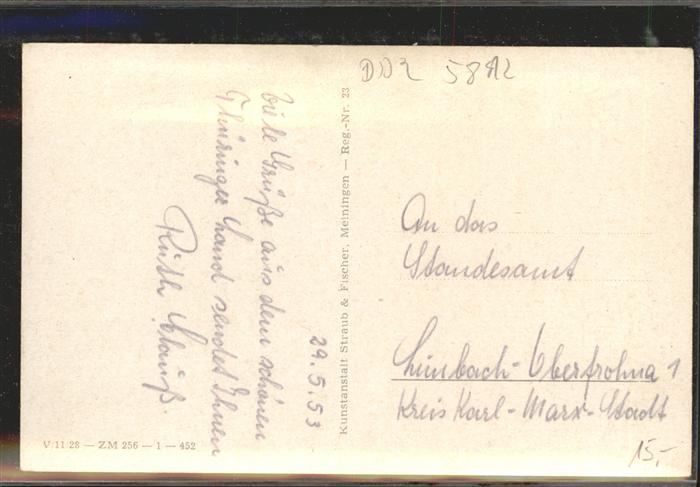 DDR 58
29.5.53
Viele Grüße aus dem schönen
Thüringer Land sendet Ihnen
Ruth
Kunstanstalt Straub & Fischer, Meiningen — Reg.-Nr. 23
An das
Standesamt
Limbach-Oberfrohna 1
Kreis Karl-Marx-Stadt
V/11/28 — ZM 256 — 1 — 452
15,-